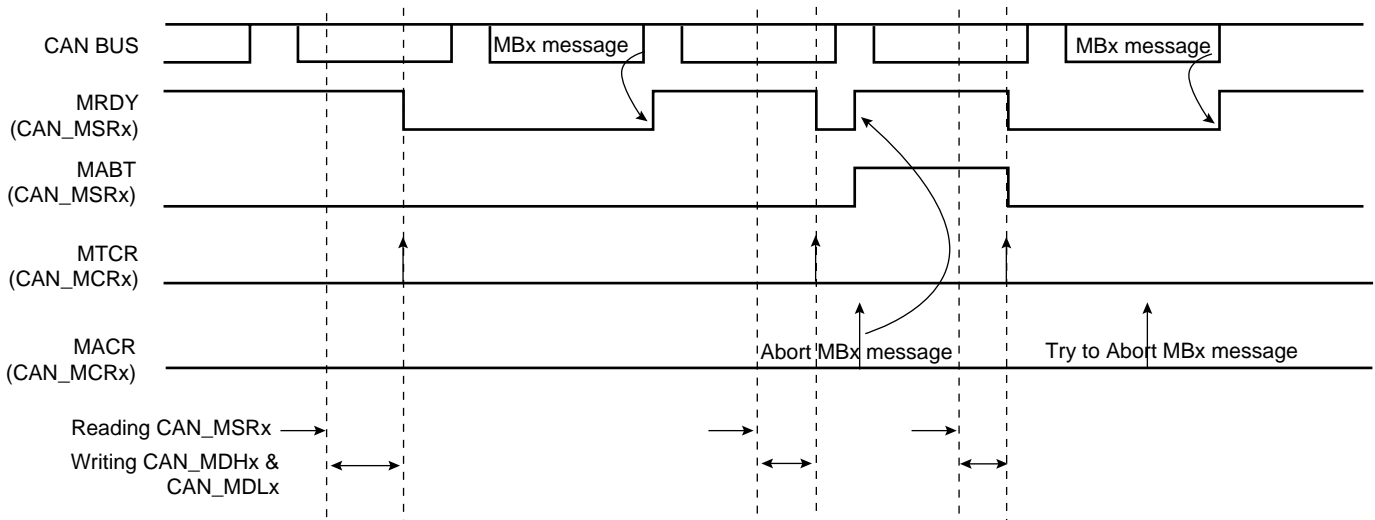 CAN BUS
MBx message
MBx message
MRDY
(CAN_MSRx)
MABT
(CAN_MSRx)
MTCR
(CAN_MCRx)
MACR
(CAN_MCRx)
Abort MBx message
Try to Abort MBx message
Reading CAN_MSRx
Writing CAN_MDHx &
CAN_MDLx